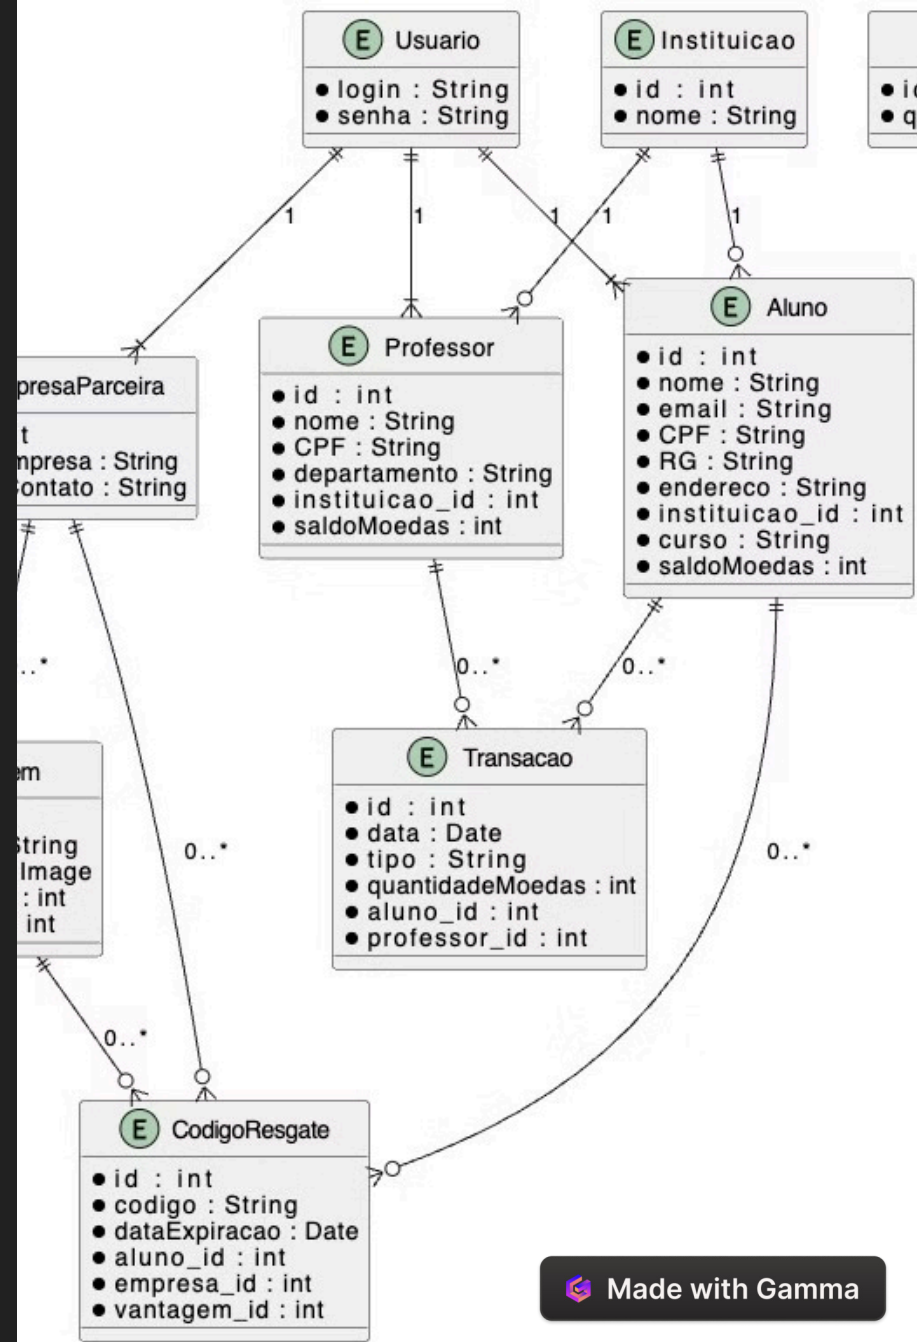 E Usuario
login : String
senha : String
E Instituicao
id : int
nome : String
1
1
1
1
1
E Aluno
id : int
nome : String
email : String
CPF : String
RG : String
endereco : String
instituicao_id : int
curso : String
saldoMoedas : int
E Professor
id : int
nome : String
CPF : String
departamento : String
instituicao_id : int
saldoMoedas : int
presaParceira
t
mpresa : String
Contato : String
..*
0..*
0..*
E Transacao
id : int
data : Date
tipo : String
quantidadeMoedas : int
aluno_id : int
professor_id : int
em
String
Image
: int
int
0..*
0..*
0..*
E CodigoResgate
id : int
codigo : String
dataExpiracao : Date
aluno_id : int
empresa_id : int
vantagem_id : int
Made with Gamma